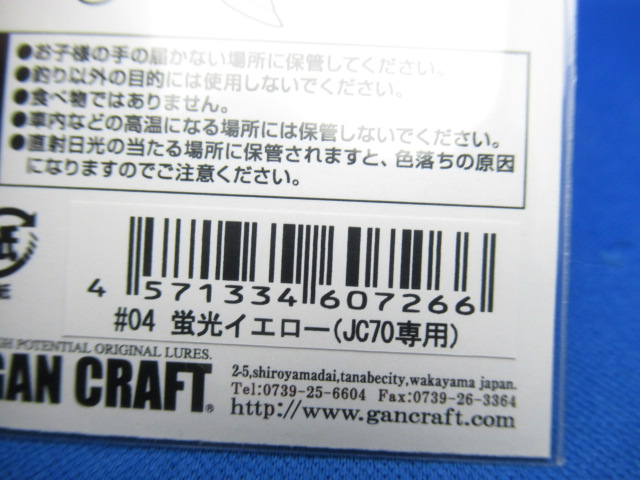 ●お子様の手の届かない場所に保管してください。
●釣り以外の目的には使用しないでください。
●食べ物ではありません。
●車内などの高温になる場所には保管しないでください。
●直射日光の当たる場所に保管されますと、色落ちの原因
になりますのでご注意ください。
紙
4 571334 607266
#04 蛍光イエロー(JC70専用)
GH POTENTIAL ORIGINAL LURES.
GAN CRAFT®
2-5,shiroyamadai,tanabecity,wakayama japan.
Tel:0739-25-6604 Fax:0739-26-3364
http://www.gancraft.com